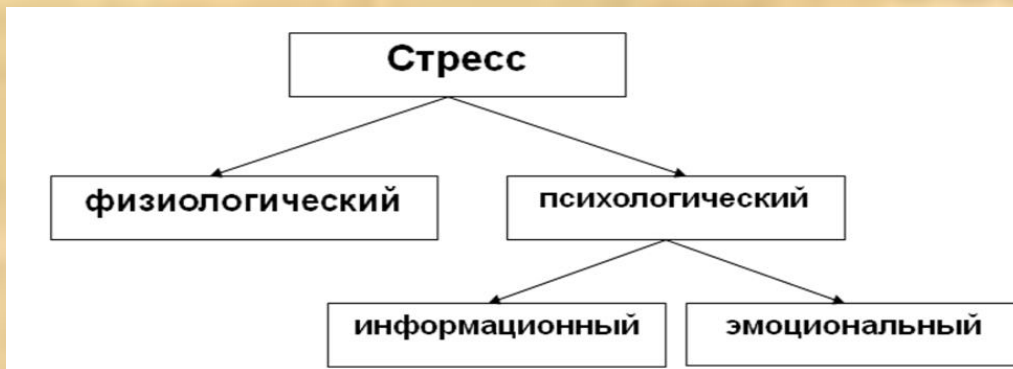 Стресс
физиологический
психологический
информационный
эмоциональный